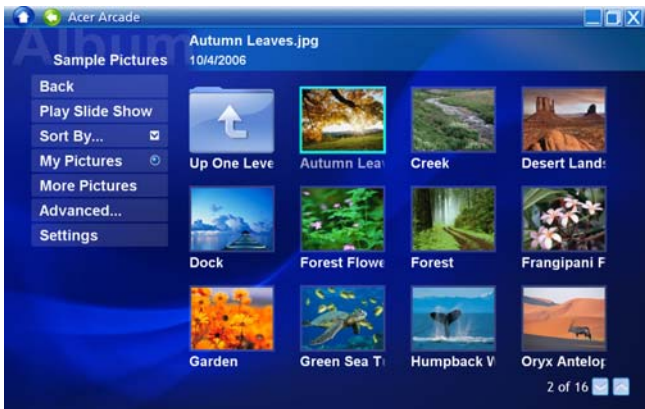 Acer Arcade
Album
Autumn Leaves.jpg
Sample Pictures
10/4/2006
Back
Play Slide Show
Sort By...
My Pictures
More Pictures
Advanced...
Settings
Up One Leve
Autumn Leav
Creek
Desert Lands
Dock
Forest Flowe
Forest
Frangipani F
Garden
Green Sea T
Humpback W
Oryx Antelop
2 of 16